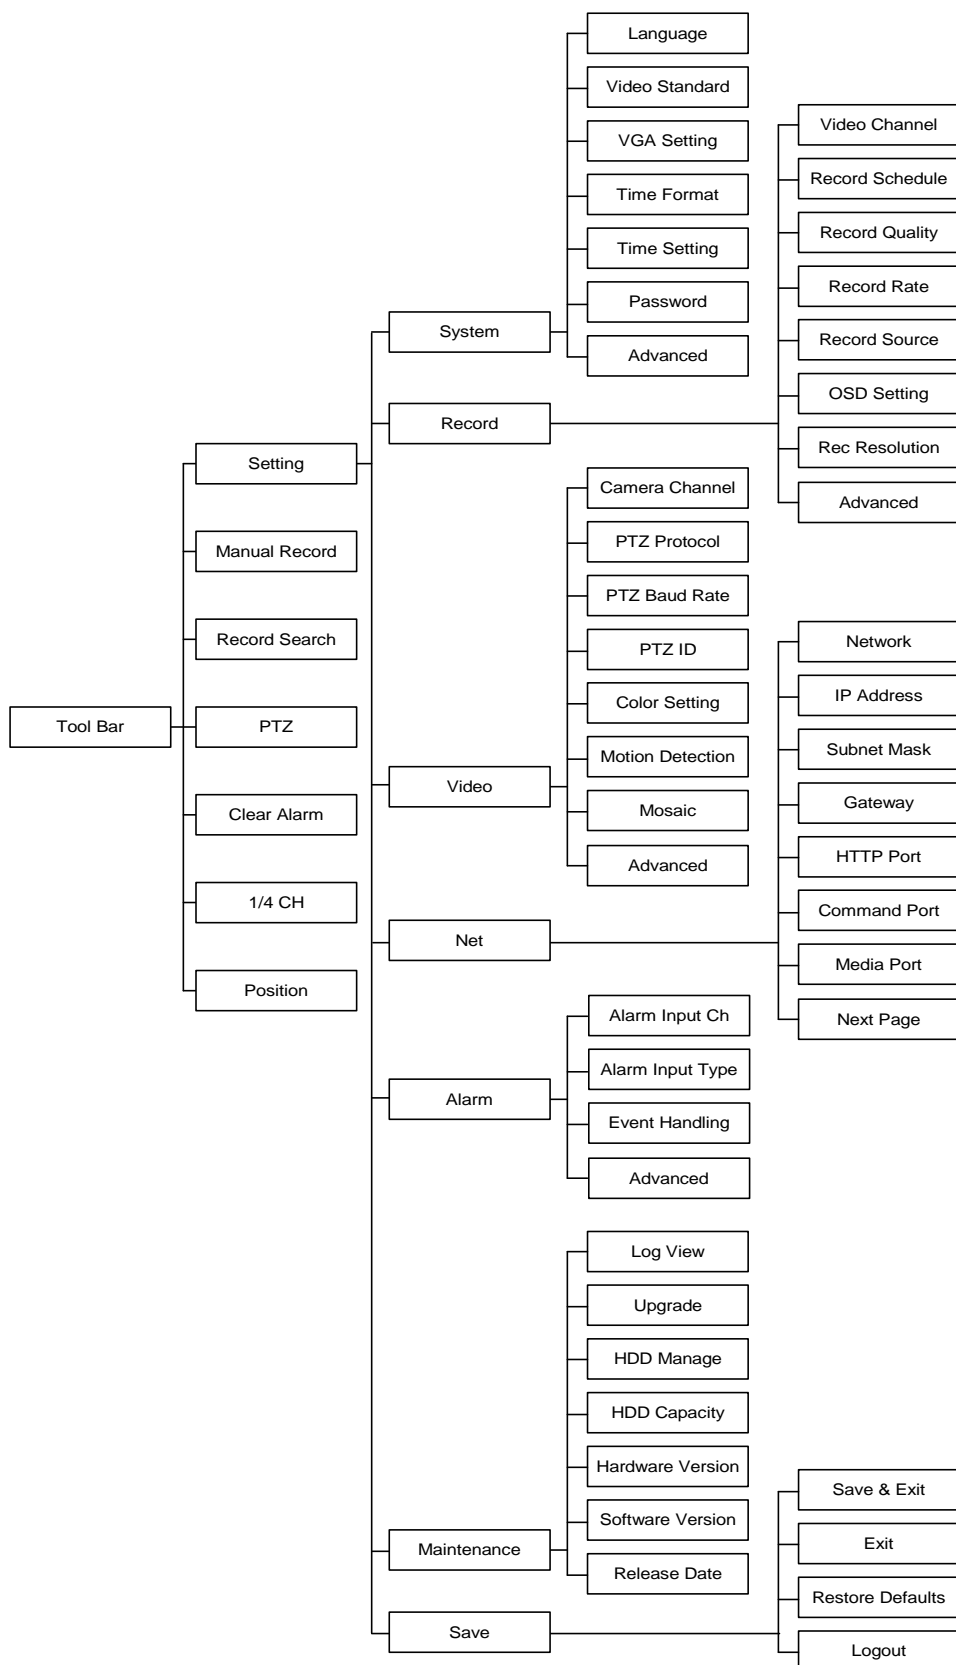 Tool Bar
Setting
Manual Record
Record Search
PTZ
Clear Alarm
1/4 CH
Position
System
Record
Video
Net
Alarm
Maintenance
Save
Language
Video Standard
VGA Setting
Time Format
Time Setting
Password
Advanced
Video Channel
Record Schedule
Record Quality
Record Rate
Record Source
OSD Setting
Rec Resolution
Advanced
Camera Channel
PTZ Protocol
PTZ Baud Rate
PTZ ID
Color Setting
Motion Detection
Mosaic
Advanced
Network
IP Address
Subnet Mask
Gateway
HTTP Port
Command Port
Media Port
Next Page
Alarm Input Ch
Alarm Input Type
Event Handling
Advanced
Log View
Upgrade
HDD Manage
HDD Capacity
Hardware Version
Software Version
Release Date
Save & Exit
Exit
Restore Defaults
Logout